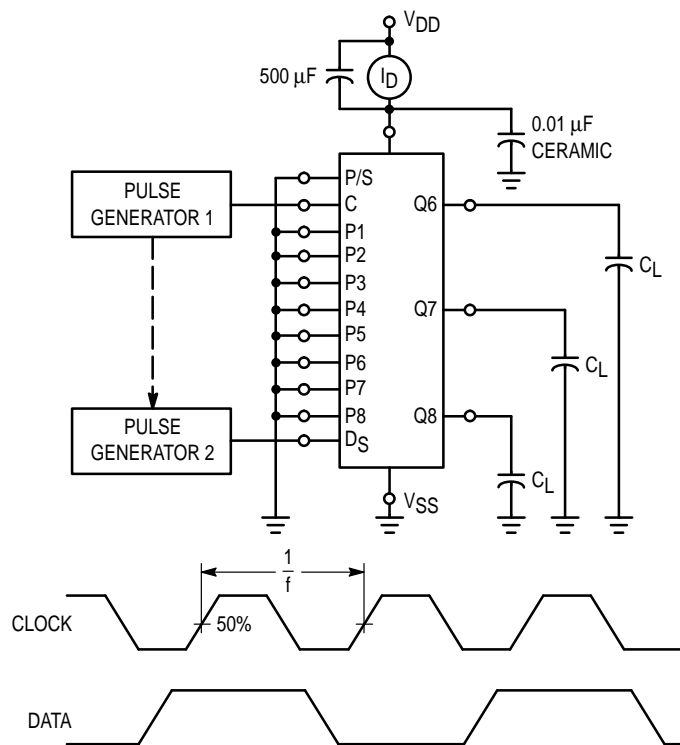 VDD
500 μF
ID
0.01 μF
CERAMIC
PULSE
GENERATOR 1
P/S
C
P1
P2
P3
P4
P5
P6
P7
P8
DS
Q6
Q7
Q8
CL
CL
CL
PULSE
GENERATOR 2
VSS
1
f
CLOCK
50%
DATA